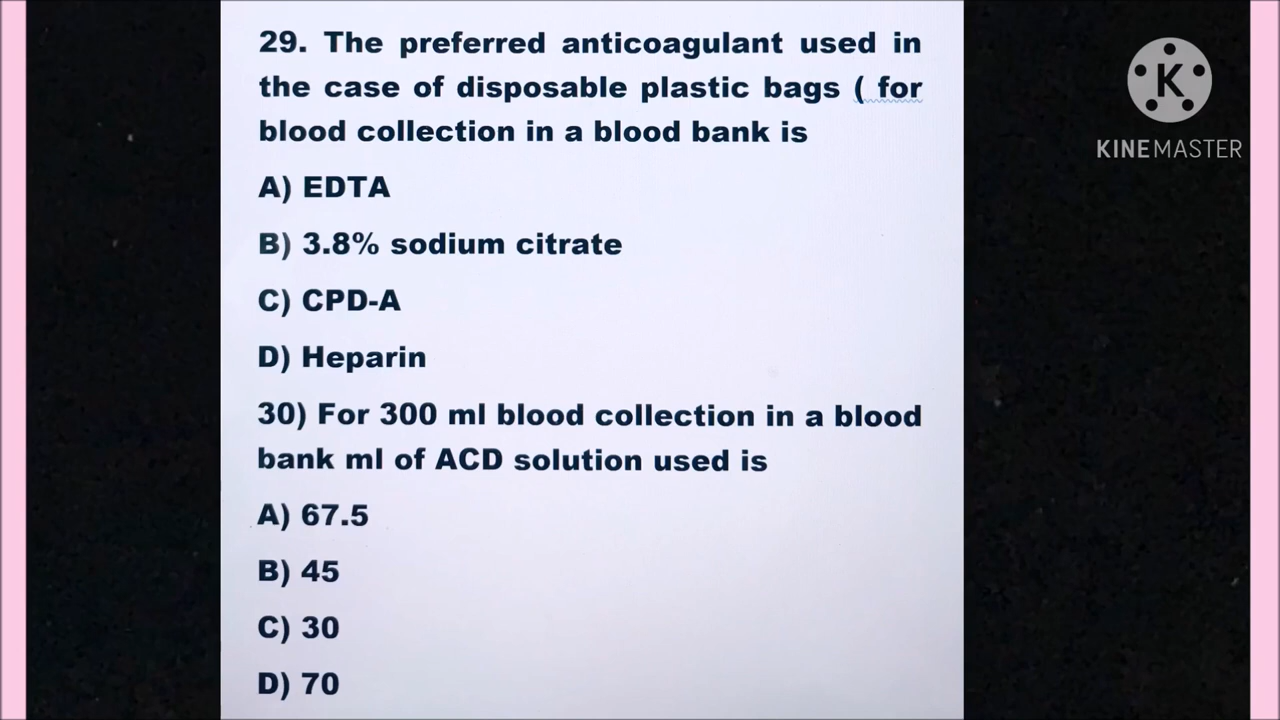 29. The preferred anticoagulant used in
the case of disposable plastic bags ( for
blood collection in a blood bank is
A) EDTA
B) 3.8% sodium citrate
C) CPD-A
D) Heparin
30) For 300 ml blood collection in a blood
bank ml of ACD solution used is
A) 67.5
B) 45
C) 30
D) 70
K
KINEMASTER